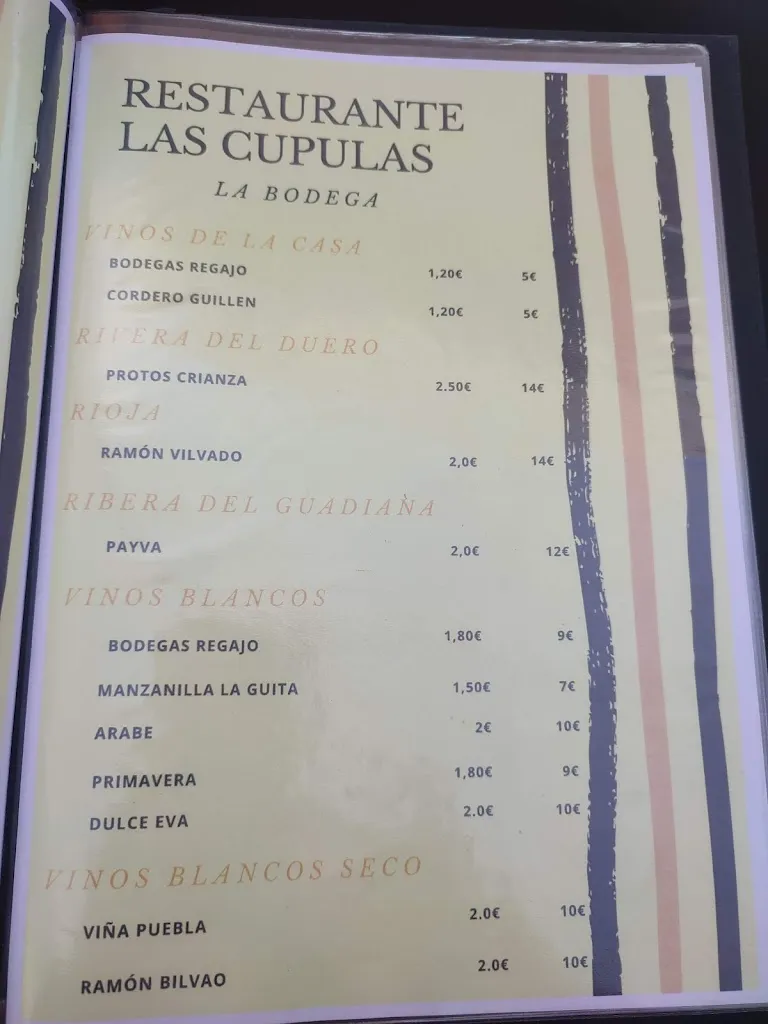 RESTAURANTE
LAS CUPULAS
LA BODEGA
VINOS DE LA CASA
BODEGAS REGAJO 1,20€ 5€
CORDERO GUILLEN 1,20€ 5€
RIVERA DEL DUERO
PROTOS CRIANZA 2.50€ 14€
RIOJA
RAMÓN VILVADO 2,0€ 14€
RIBERA DEL GUADIAÑA
PAYVA 2,0€ 12€
VINOS BLANCOS
BODEGAS REGAJO 1,80€ 9€
MANZANILLA LA GUITA 1,50€ 7€
ARABE 2€ 10€
PRIMAVERA 1,80€ 9€
DULCE EVA 2.0€ 10€
VINOS BLANCOS SECO
VIÑA PUEBLA 2.0€ 10€
RAMÓN BILVAO 2.0€ 10€